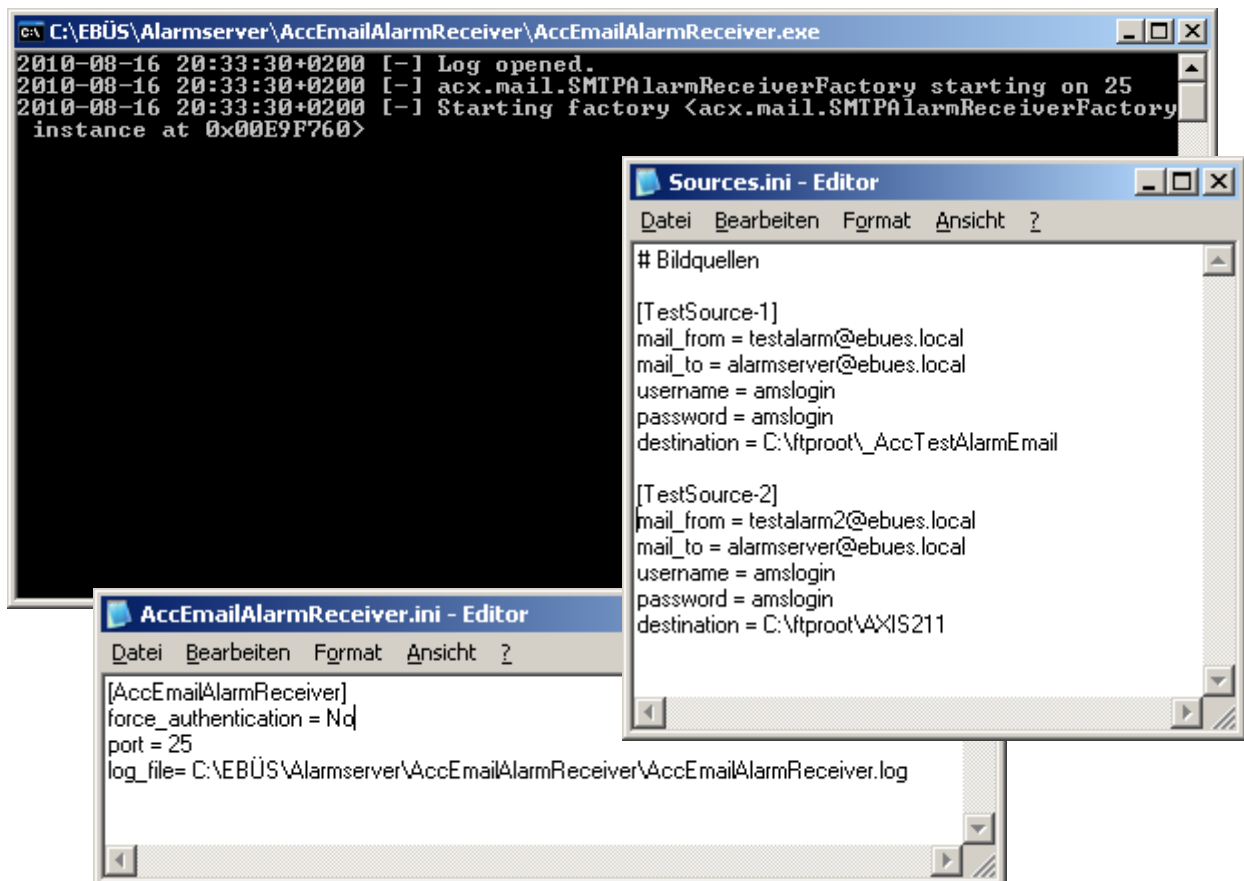 C:\EBÜS\Alarmserver\AccEmailAlarmReceiver\AccEmailAlarmReceiver.exe
2010-08-16 20:33:30+0200 [-] Log opened.
2010-08-16 20:33:30+0200 [-] acx.mail.SMTPAlarmReceiverFactory starting on 25
2010-08-16 20:33:30+0200 [-] Starting factory <acx.mail.SMTPAlarmReceiverFactory
instance at 0x00E9F760>
Sources.ini - Editor
Datei Bearbeiten Format Ansicht ?
# Bildquellen
[TestSource-1]
mail_from = testalarm@ebues.local
mail_to = alarmserver@ebues.local
username = amslogin
password = amslogin
destination = C:\ftproot\_AccTestAlarmEmail
[TestSource-2]
mail_from = testalarm2@ebues.local
mail_to = alarmserver@ebues.local
username = amslogin
password = amslogin
destination = C:\ftproot\AXIS211
AccEmailAlarmReceiver.ini - Editor
Datei Bearbeiten Format Ansicht ?
[AccEmailAlarmReceiver]
force_authentication = No
port = 25
log_file= C:\EBÜS\Alarmserver\AccEmailAlarmReceiver\AccEmailAlarmReceiver.log